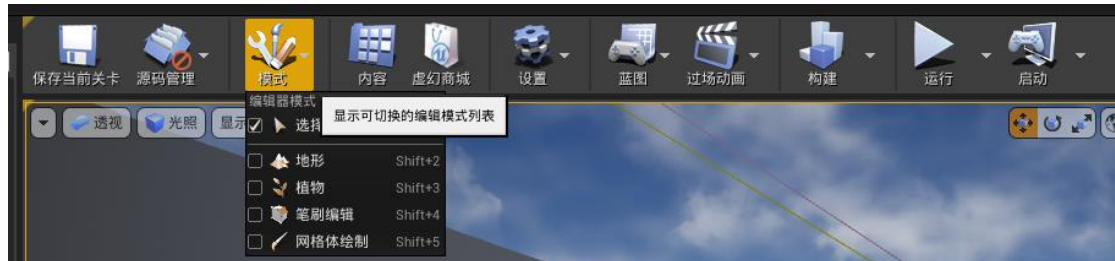 保存当前关卡 源码管理 模式 内容 虚幻商城 设置 蓝图 过场动画 构建 运行 启动
编辑器模式
显示可切换的编辑模式列表
透视 光照 显示
选择
地形 Shift+2
植物 Shift+3
笔刷编辑 Shift+4
网格体绘制 Shift+5